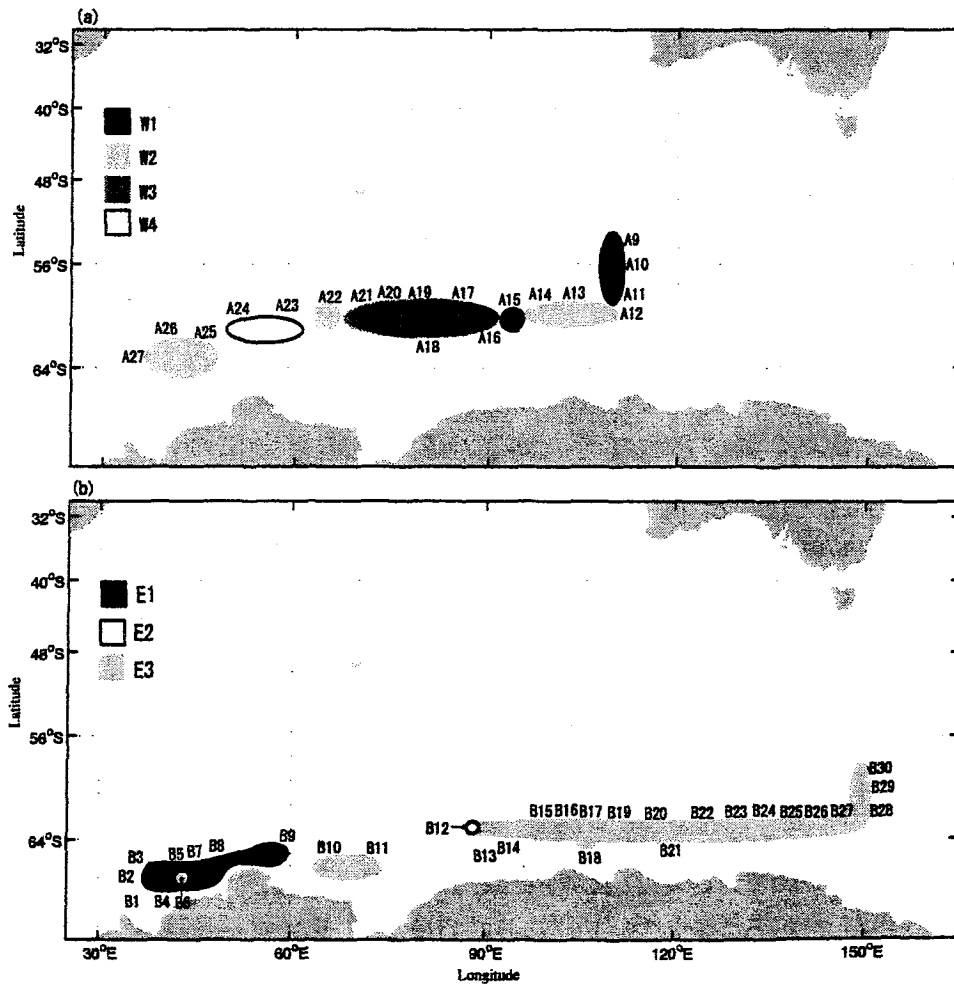 (a)
32°S
40°S
48°S
56°S
64°S
Latitude
W1
W2
W3
W4
A9
A10
A11
A12
A13
A14
A15
A16
A17
A18
A19
A20
A21
A22
A23
A24
A25
A26
A27
(b)
32°S
40°S
48°S
56°S
64°S
Latitude
E1
E2
E3
B30
B29
B28
B15 B16 B17 B19 B20 B22 B23 B24 B25 B26 B27
B12
B13 B14 B18 B21
B9
B10 B11
B8
B3 B5 B7
B2
B1 B4 B6
30°E 60°E 90°E 120°E 150°E
Longitude